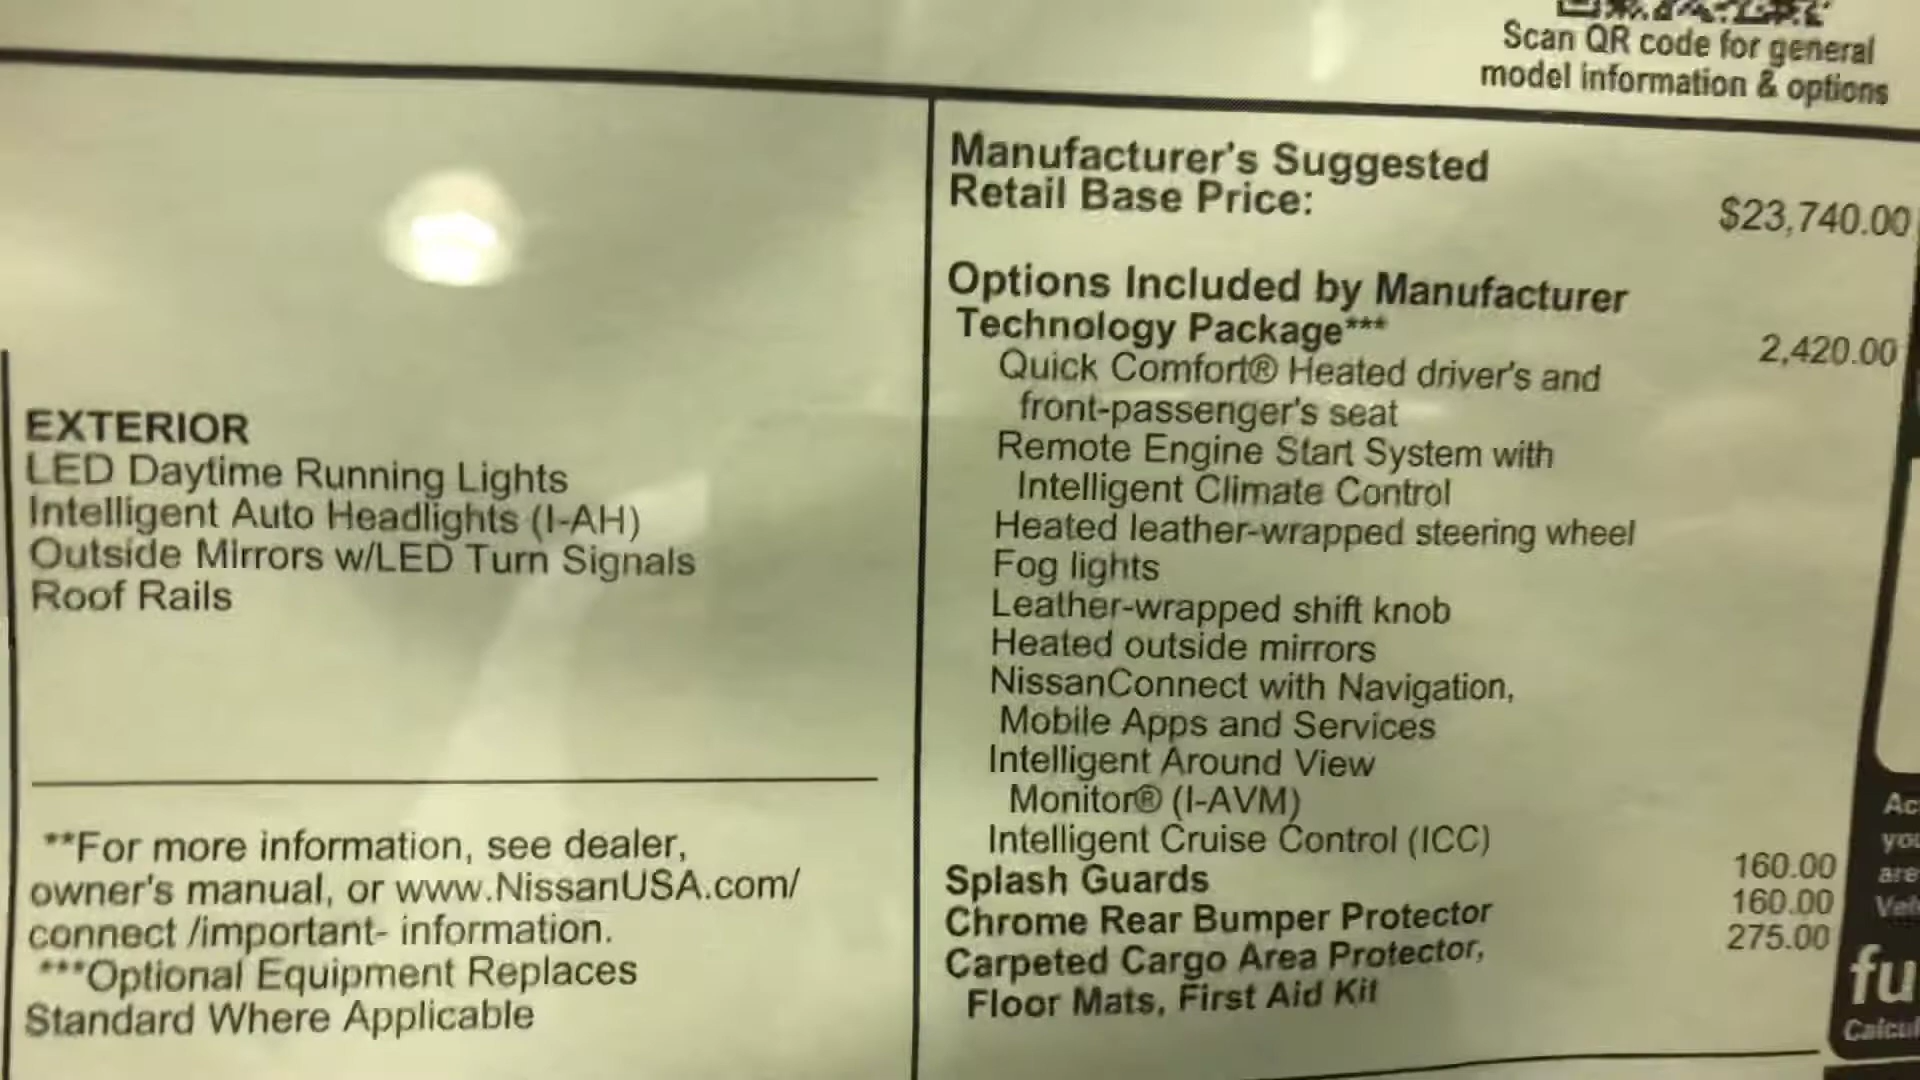 Scan QR code for general
model information & options
Manufacturer's Suggested
Retail Base Price:
$23,740.00
Options Included by Manufacturer
Technology Package***
2,420.00
Quick Comfort® Heated driver's and
front-passenger's seat
Remote Engine Start System with
Intelligent Climate Control
Heated leather-wrapped steering wheel
Fog lights
Leather-wrapped shift knob
Heated outside mirrors
NissanConnect with Navigation,
Mobile Apps and Services
Intelligent Around View
Monitor® (I-AVM)
Intelligent Cruise Control (ICC)
Splash Guards
160.00
Chrome Rear Bumper Protector
160.00
Carpeted Cargo Area Protector,
275.00
Floor Mats, First Aid Kit
EXTERIOR
LED Daytime Running Lights
Intelligent Auto Headlights (I-AH)
Outside Mirrors w/LED Turn Signals
Roof Rails
**For more information, see dealer,
owner's manual, or www.NissanUSA.com/
connect /important- information.
***Optional Equipment Replaces
Standard Where Applicable
are
fu